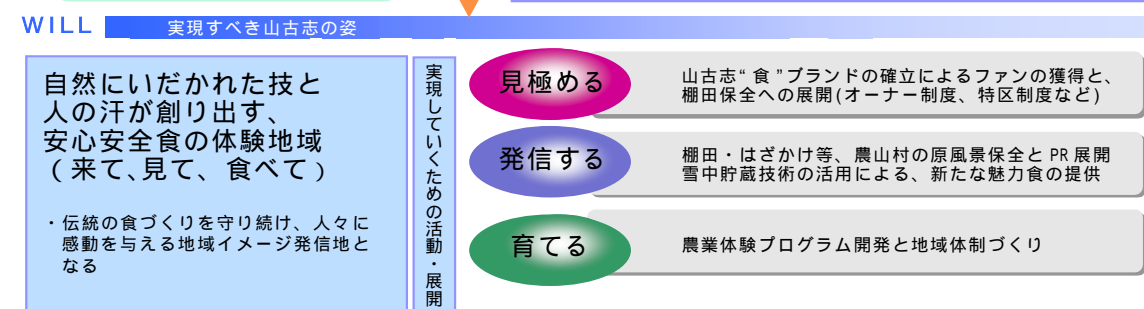 WILL 実現すべき山古志の姿
自然にいだかれた技と
人の汗が創り出す、
安心安全食の体験地域
（来て､見て、食べて）
・伝統の食づくりを守り続け、人々に
感動を与える地域イメージ発信地と
なる
実現していくための活動・展開
見極める
山古志“食”ブランドの確立によるファンの獲得と、
棚田保全への展開(オーナー制度、特区制度など)
発信する
棚田・はざかけ等、農山村の原風景保全と PR 展開
雪中貯蔵技術の活用による、新たな魅力食の提供
育てる
農業体験プログラム開発と地域体制づくり